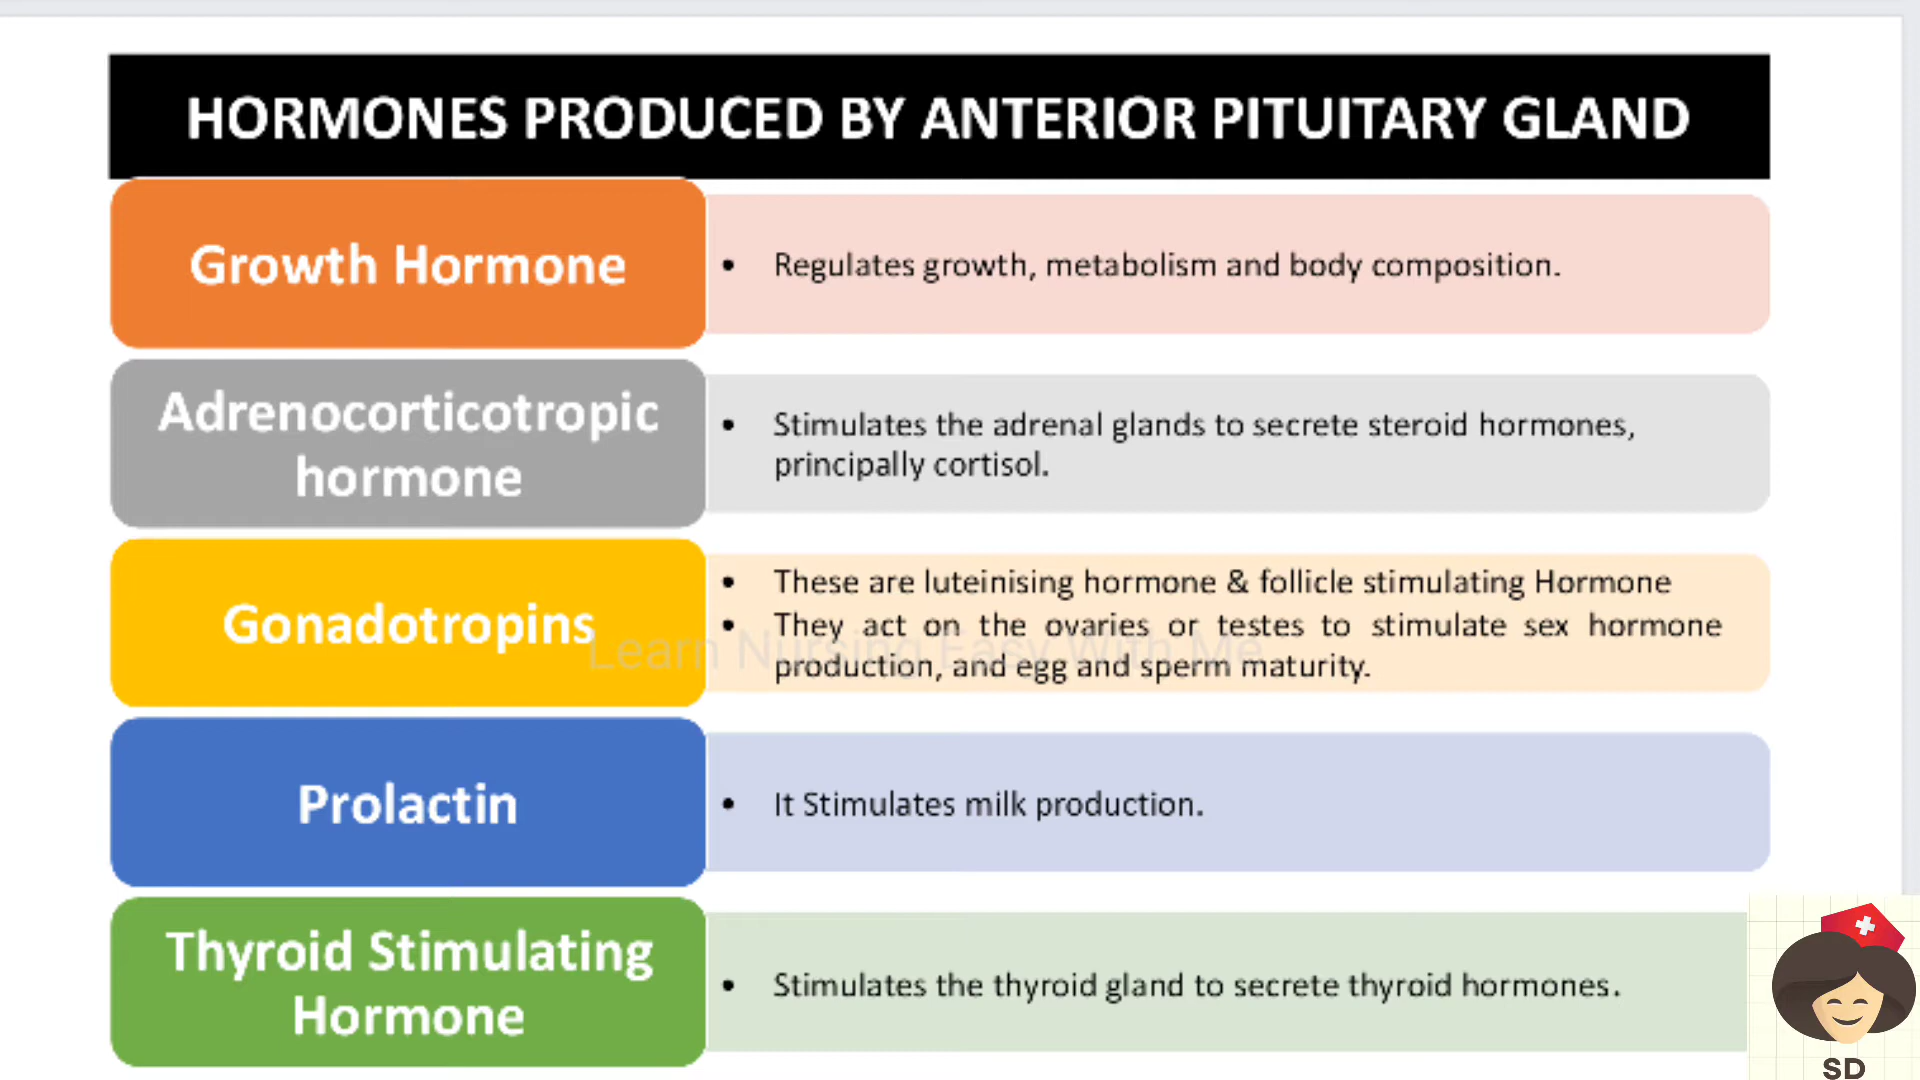 HORMONES PRODUCED BY ANTERIOR PITUITARY GLAND
Growth Hormone
• Regulates growth, metabolism and body composition.
Adrenocorticotropic
hormone
• Stimulates the adrenal glands to secrete steroid hormones,
principally cortisol.
Gonadotropins
• These are luteinising hormone & follicle stimulating Hormone
• They act on the ovaries or testes to stimulate sex hormone
production, and egg and sperm maturity.
Learn Nursing Easy With Me
Prolactin
• It Stimulates milk production.
Thyroid Stimulating
Hormone
• Stimulates the thyroid gland to secrete thyroid hormones.
SD